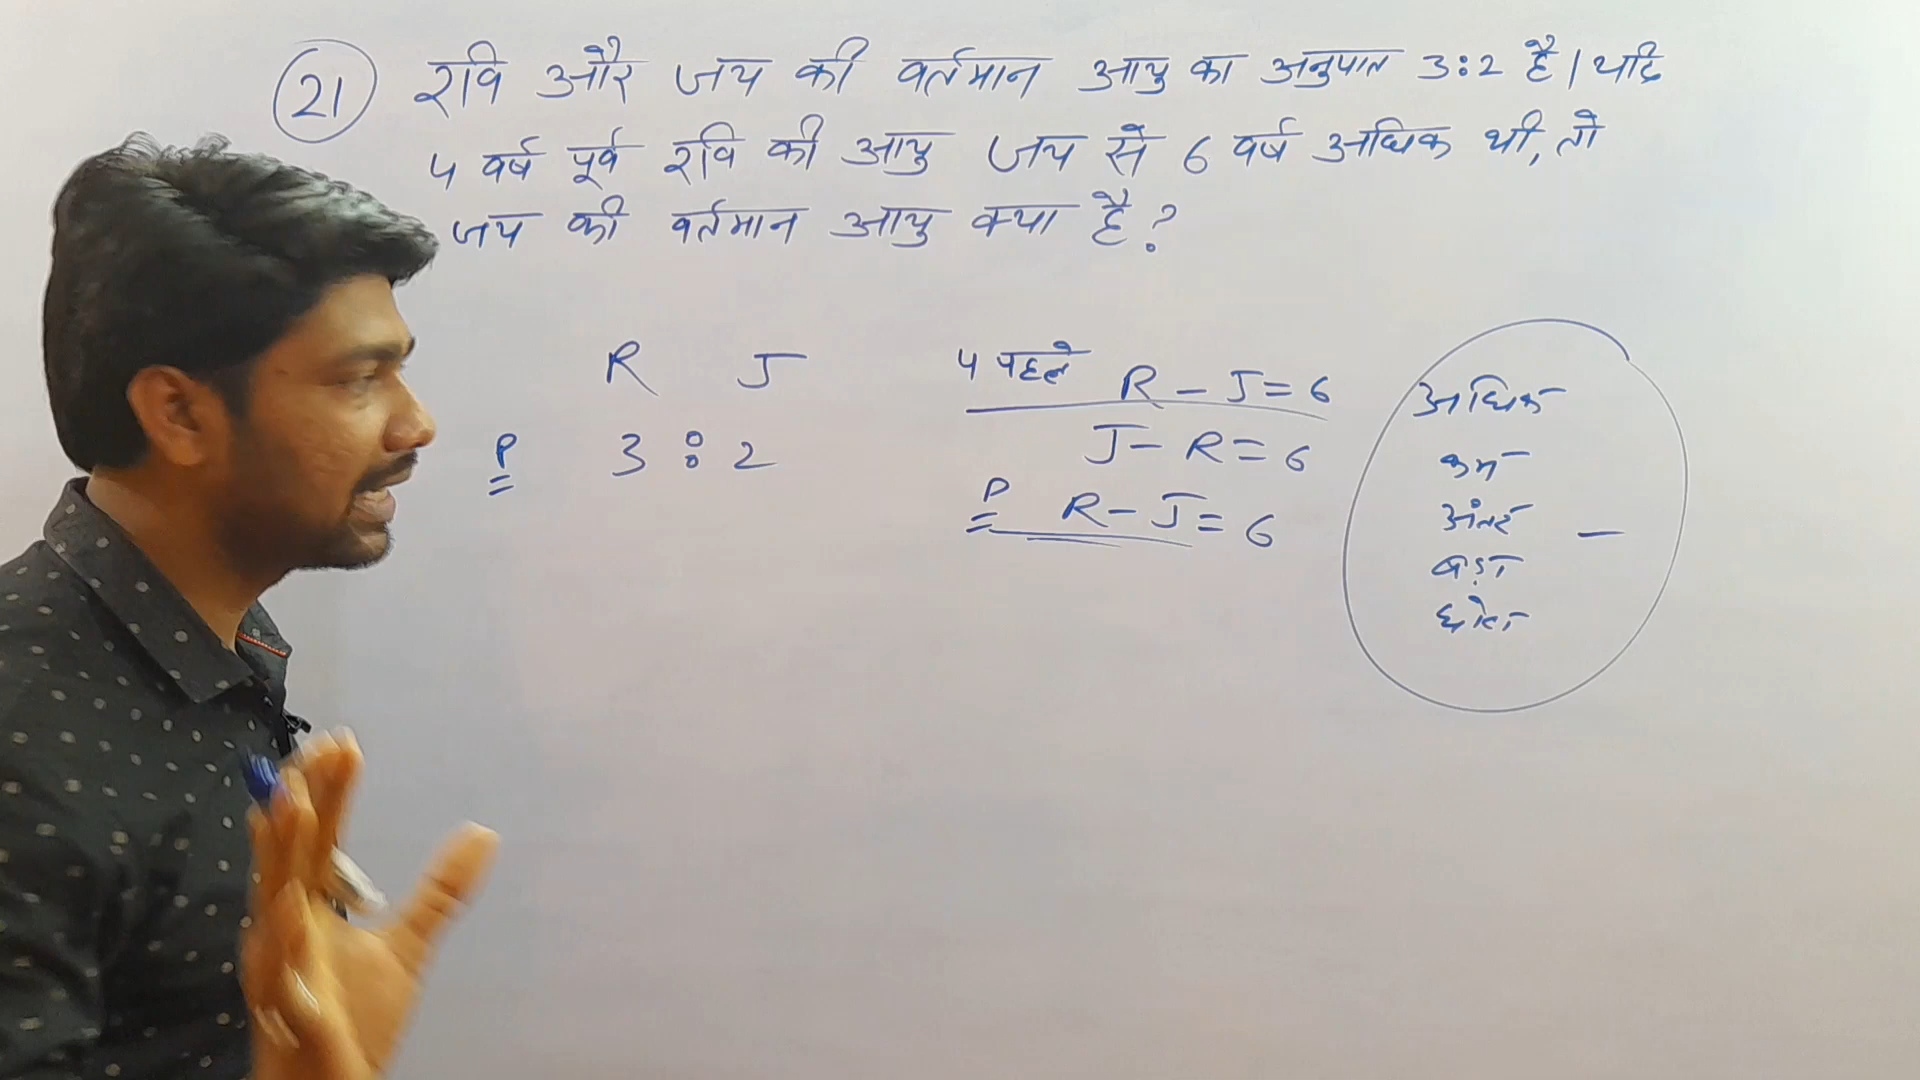 21 रवि और जय की वर्तमान आयु का अनुपात 3:2 है। यदि
4 वर्ष पूर्व रवि की आयु जय से 6 वर्ष अधिक थी, तो
जय की वर्तमान आयु क्या है?
R J
P 3 : 2
4 पहले R - J = 6
J - R = 6
P R - J = 6
अधिक
कम
अंतर -
बड़ा
छोटा